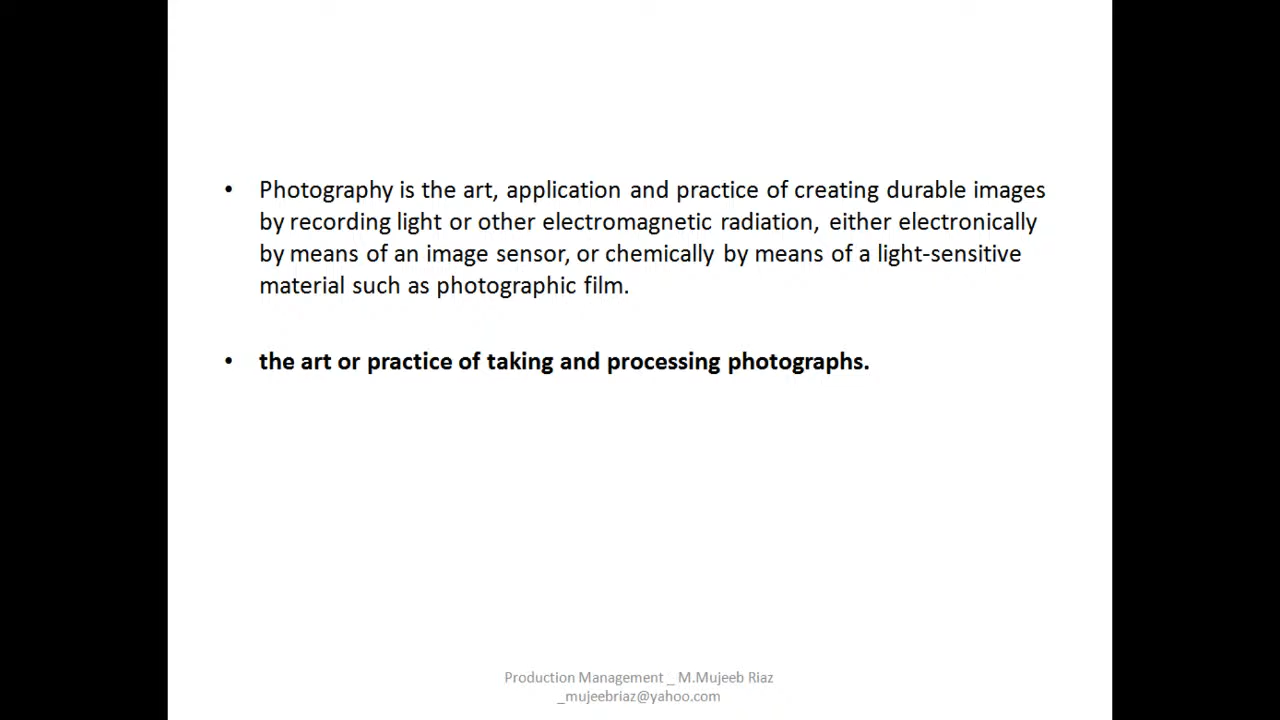 • Photography is the art, application and practice of creating durable images
by recording light or other electromagnetic radiation, either electronically
by means of an image sensor, or chemically by means of a light-sensitive
material such as photographic film.
• the art or practice of taking and processing photographs.
Production Management _ M.Mujeeb Riaz
_mujeebriaz@yahoo.com